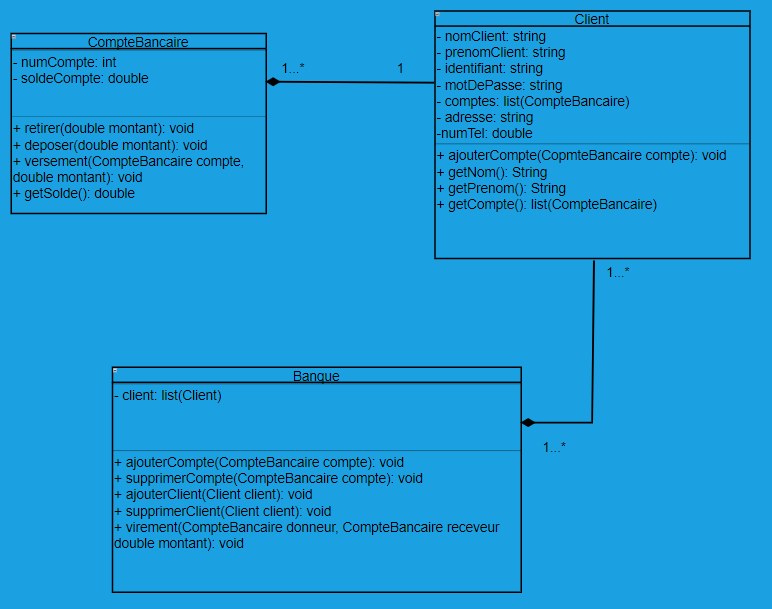 CompteBancaire
- numCompte: int
- soldeCompte: double
+ retirer(double montant): void
+ deposer(double montant): void
+ versement(CompteBancaire compte,
double montant): void
+ getSolde(): double
1...*
1
Client
- nomClient: string
- prenomClient: string
- identifiant: string
- motDePasse: string
- comptes: list(CompteBancaire)
- adresse: string
-numTel: double
+ ajouterCompte(CopmteBancaire compte): void
+ getNom(): String
+ getPrenom(): String
+ getCompte(): list(CompteBancaire)
1...*
Banque
- client: list(Client)
+ ajouterCompte(CompteBancaire compte): void
+ supprimerCompte(CompteBancaire compte): void
+ ajouterClient(Client client): void
+ supprimerClient(Client client): void
+ virement(CompteBancaire donneur, CompteBancaire receveur
double montant): void
1...*